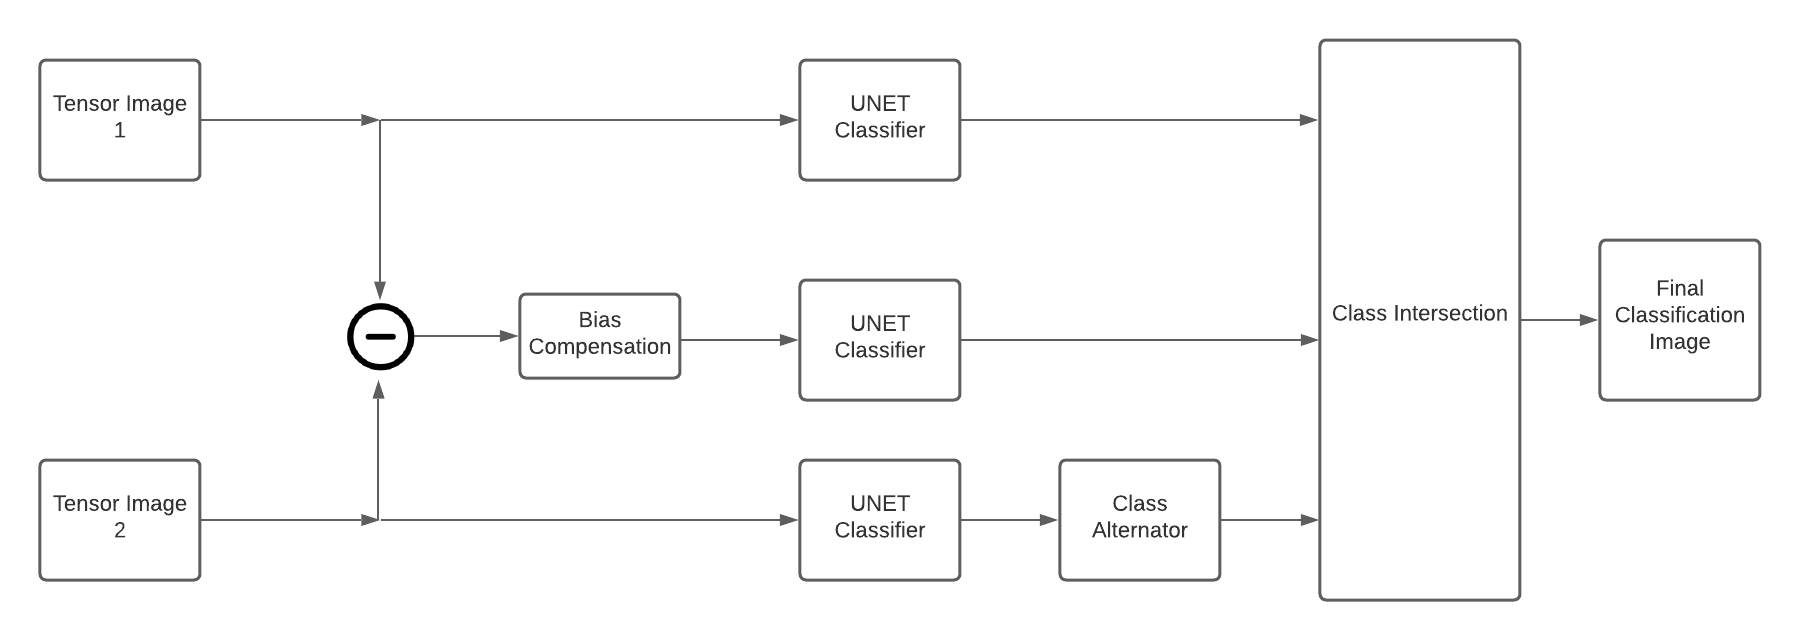 Tensor Image
1
UNET
Classifier
Bias
Compensation
UNET
Classifier
Class Intersection
Final
Classification
Image
Tensor Image
2
UNET
Classifier
Class
Alternator